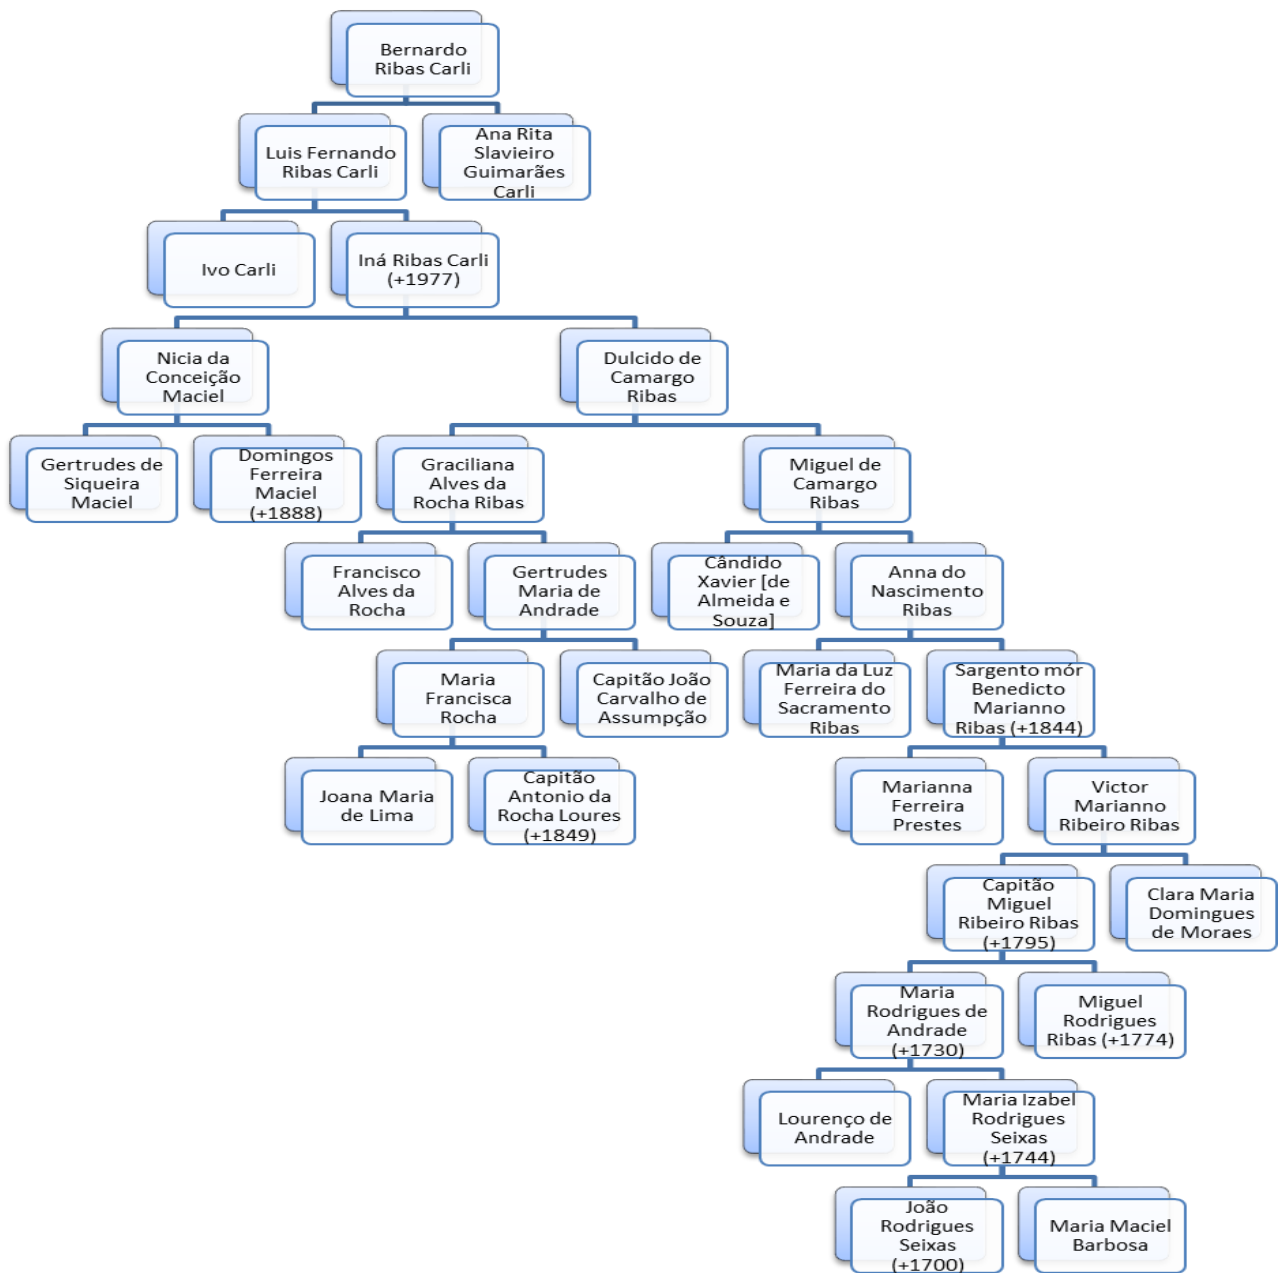 Bernardo
Ribas Carli
Luis Fernando
Ribas Carli
Ana Rita
Slavieiro
Guimarães
Carli
Ivo Carli
Iná Ribas Carli
(+1977)
Nicia da
Conceição
Maciel
Dulcido de
Camargo
Ribas
Gertrudes de
Siqueira
Maciel
Domingos
Ferreira
Maciel
(+1888)
Graciliana
Alves da
Rocha Ribas
Miguel de
Camargo
Ribas
Francisco
Alves da
Rocha
Gertrudes
Maria de
Andrade
Cândido
Xavier [de
Almeida e
Souza]
Anna do
Nascimento
Ribas
Maria
Francisca
Rocha
Capitão João
Carvalho de
Assumpção
Maria da Luz
Ferreira do
Sacramento
Ribas
Sargento mór
Benedicto
Marianno
Ribas (+1844)
Joana Maria
de Lima
Capitão
Antonio da
Rocha Loures
(+1849)
Marianna
Ferreira
Prestes
Victor
Marianno
Ribeiro Ribas
Capitão
Miguel
Ribeiro Ribas
(+1795)
Clara Maria
Domingues
de Moraes
Maria
Rodrigues de
Andrade
(+1730)
Miguel
Rodrigues
Ribas (+1774)
Lourenço de
Andrade
Maria Izabel
Rodrigues
Seixas
(+1744)
João
Rodrigues
Seixas
(+1700)
Maria Maciel
Barbosa